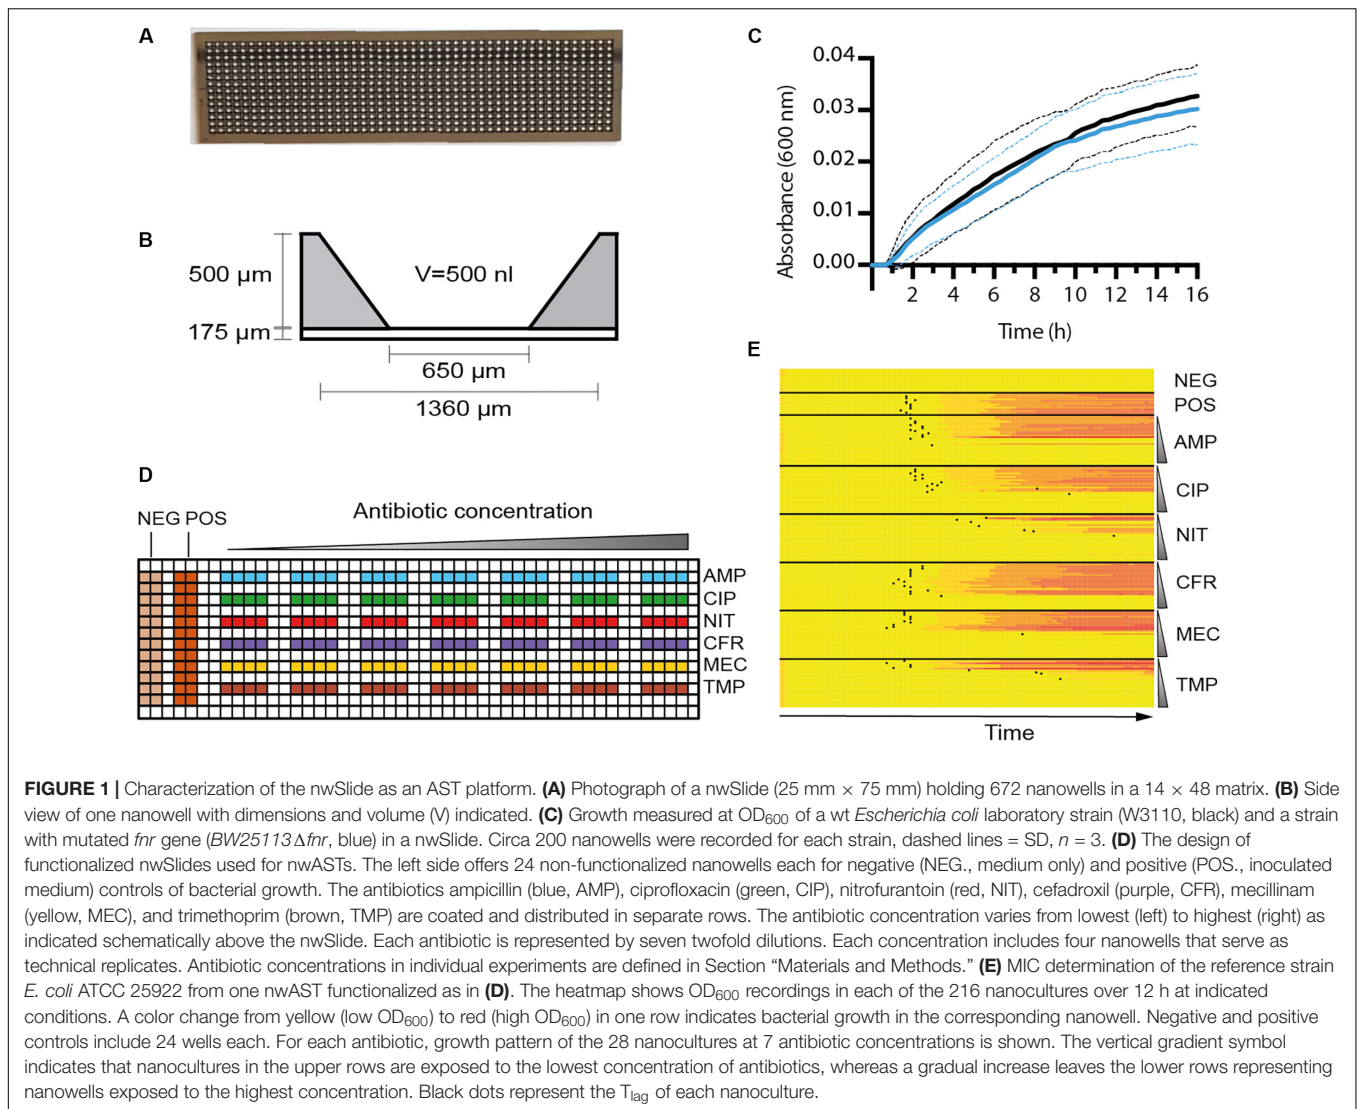 A
B
500 µm
V=500 nl
175 µm
650 µm
1360 µm
C
Absorbance (600 nm)
0.04
0.03
0.02
0.01
0.00
2 4 6 8 10 12 14 16
Time (h)
D
NEG POS
Antibiotic concentration
AMP
CIP
NIT
CFR
MEC
TMP
E
NEG
POS
AMP
CIP
NIT
CFR
MEC
TMP
Time
FIGURE 1 | Characterization of the nwSlide as an AST platform. (A) Photograph of a nwSlide (25 mm × 75 mm) holding 672 nanowells in a 14 × 48 matrix. (B) Side
view of one nanowell with dimensions and volume (V) indicated. (C) Growth measured at OD600 of a wt Escherichia coli laboratory strain (W3110, black) and a strain
with mutated fnr gene (BW25113Δfnr, blue) in a nwSlide. Circa 200 nanowells were recorded for each strain, dashed lines = SD, n = 3. (D) The design of
functionalized nwSlides used for nwASTs. The left side offers 24 non-functionalized nanowells each for negative (NEG., medium only) and positive (POS., inoculated
medium) controls of bacterial growth. The antibiotics ampicillin (blue, AMP), ciprofloxacin (green, CIP), nitrofurantoin (red, NIT), cefadroxil (purple, CFR), mecillinam
(yellow, MEC), and trimethoprim (brown, TMP) are coated and distributed in separate rows. The antibiotic concentration varies from lowest (left) to highest (right) as
indicated schematically above the nwSlide. Each antibiotic is represented by seven twofold dilutions. Each concentration includes four nanowells that serve as
technical replicates. Antibiotic concentrations in individual experiments are defined in Section “Materials and Methods.” (E) MIC determination of the reference strain
E. coli ATCC 25922 from one nwAST functionalized as in (D). The heatmap shows OD600 recordings in each of the 216 nanocultures over 12 h at indicated
conditions. A color change from yellow (low OD600) to red (high OD600) in one row indicates bacterial growth in the corresponding nanowell. Negative and positive
controls include 24 wells each. For each antibiotic, growth pattern of the 28 nanocultures at 7 antibiotic concentrations is shown. The vertical gradient symbol
indicates that nanocultures in the upper rows are exposed to the lowest concentration of antibiotics, whereas a gradual increase leaves the lower rows representing
nanowells exposed to the highest concentration. Black dots represent the Tlag of each nanoculture.